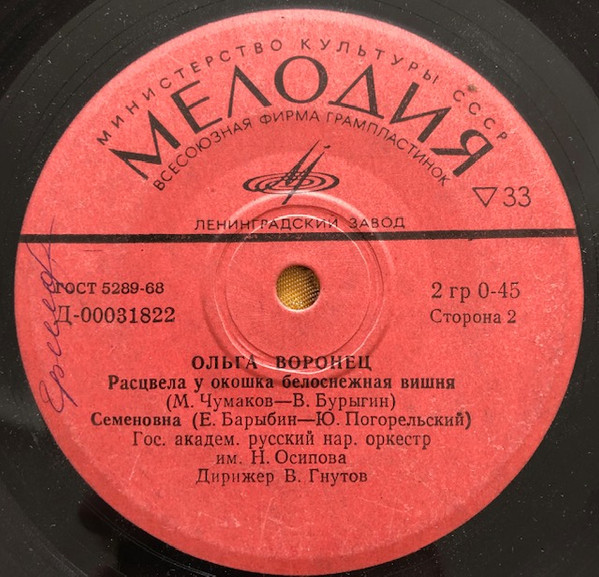 МИНИСТЕРСТВО КУЛЬТУРЫ СССР
МЕЛОДИЯ
ВСЕСОЮЗНАЯ ФИРМА ГРАМПЛАСТИНОК
33
ЛЕНИНГРАДСКИЙ ЗАВОД
ГОСТ 5289-68
2 гр 0-45
Д-00031822
Сторона 2
ОЛЬГА ВОРОНЕЦ
Расцвела у окошка белоснежная вишня
(М. Чумаков—В. Бурыгин)
Семеновна (Е. Барыбин—Ю. Погорельский)
Гос. академ. русский нар. оркестр
им. Н. Осипова
Дирижер В. Гнутов